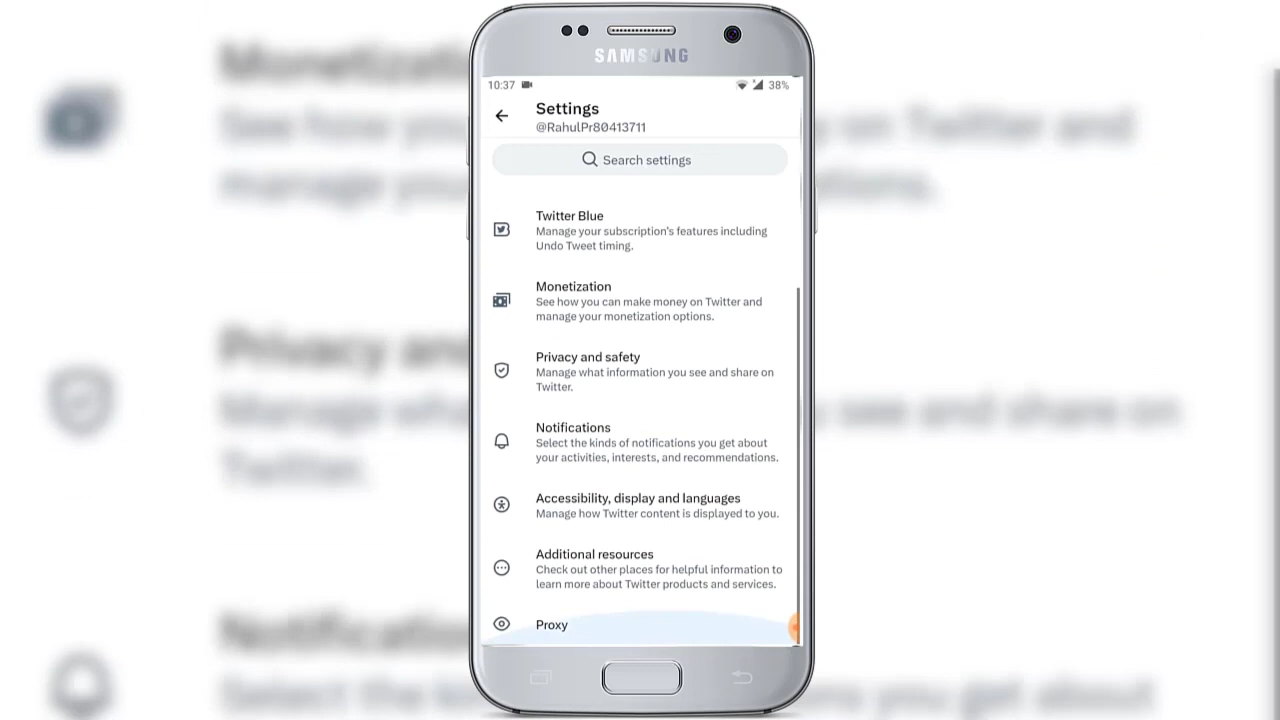 SAMSUNG
10:37
38%
Settings
@RahulPr80413711
Search settings
Twitter Blue
Manage your subscription's features including
Undo Tweet timing.
Monetization
See how you can make money on Twitter and
manage your monetization options.
Privacy and safety
Manage what information you see and share on
Twitter.
Notifications
Select the kinds of notifications you get about
your activities, interests, and recommendations.
Accessibility, display and languages
Manage how Twitter content is displayed to you.
Additional resources
Check out other places for helpful information to
learn more about Twitter products and services.
Proxy